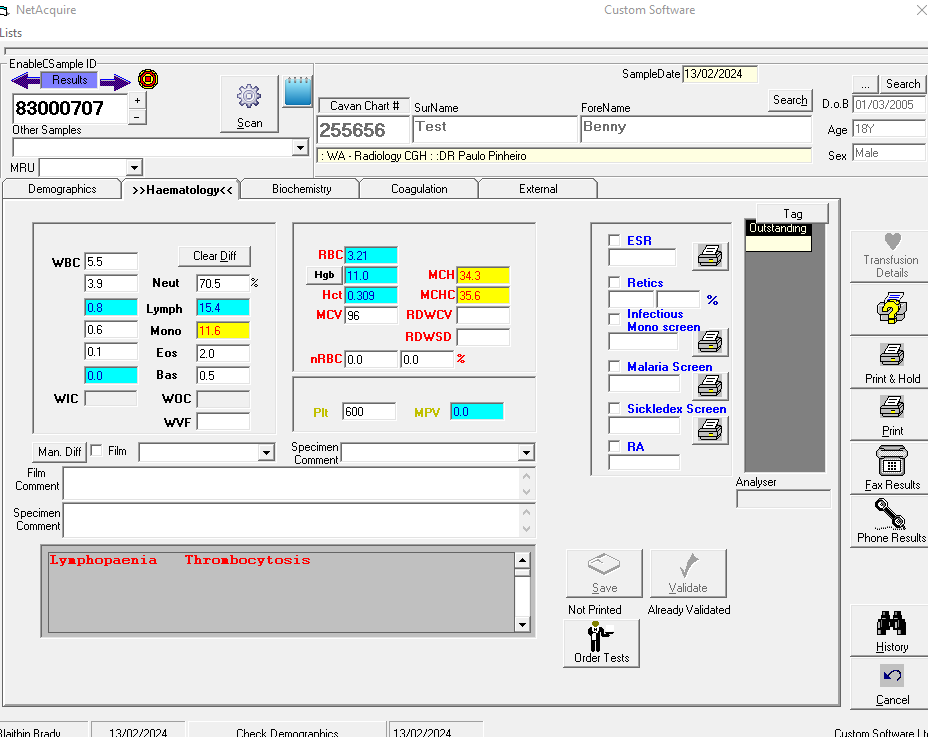 NetAcquire Custom Software
Lists
EnableCSample ID
Results
83000707
+
-
Scan
Other Samples
MRU
SampleDate 13/02/2024
Cavan Chart # SurName ForeName Search
255656 Test Benny
: WA - Radiology CGH : :DR Paulo Pinheiro
... Search
D.o.B 01/03/2005
Age 18Y
Sex Male
Demographics >>Haematology<< Biochemistry Coagulation External
Clear Diff
WBC 5.5
3.9 Neut 70.5 %
0.8 Lymph 15.4
0.6 Mono 11.6
0.1 Eos 2.0
0.0 Bas 0.5
WIC WOC
WVF
RBC 3.21
Hgb 11.0 MCH 34.3
Hct 0.309 MCHC 35.6
MCV 96 RDWCV
RDWSD
nRBC 0.0 0.0 %
Plt 600 MPV 0.0
ESR
Retics
%
Infectious
Mono screen
Malaria Screen
Sickledex Screen
RA
Tag
Outstanding
Analyser
Man. Diff Film
Specimen
Comment
Film
Comment
Specimen
Comment
Lymphopaenia Thrombocytosis
Save Validate
Not Printed Already Validated
Order Tests
Transfusion
Details
Print & Hold
Print
Fax Results
Phone Results
History
Cancel
Blaithin Brady 13/02/2024 Check Demographics 13/02/2024 Custom Software Lt